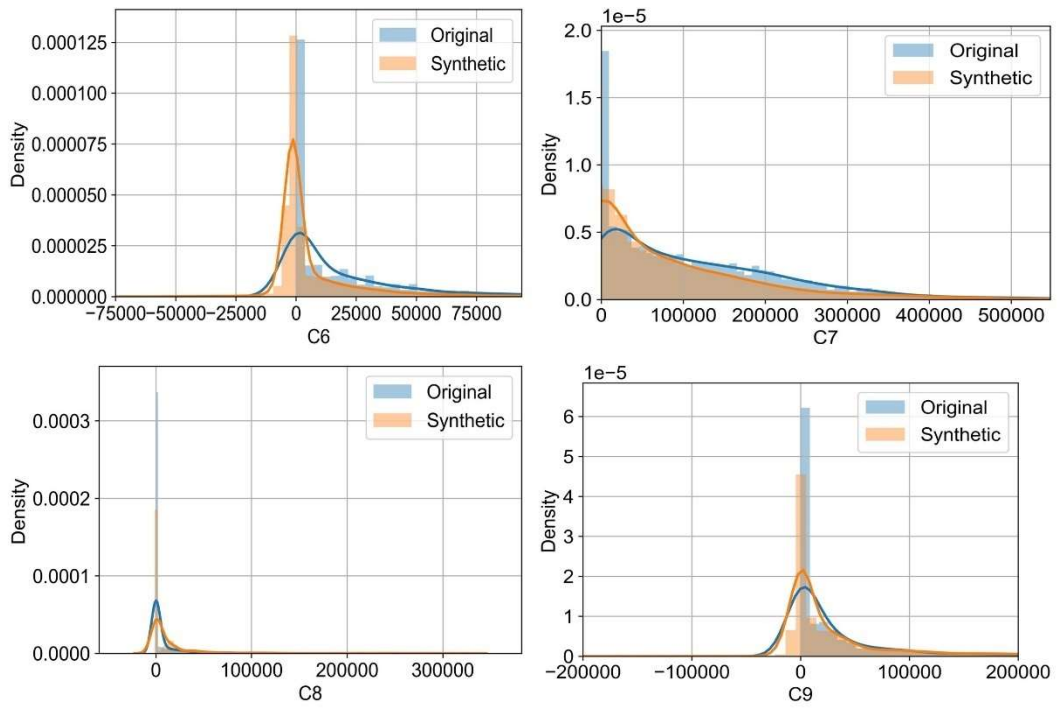 1e−5
0.000125
0.000100
0.000075
0.000050
0.000025
0.000000
Density
Original
Synthetic
−75000−50000−25000 0 25000 50000 75000
C6
2.0
1.5
1.0
0.5
0.0
Density
Original
Synthetic
0 100000 200000 300000 400000 500000
C7
0.0003
0.0002
0.0001
0.0000
Density
Original
Synthetic
0 100000 200000 300000
C8
1e−5
6
5
4
3
2
1
0
Density
Original
Synthetic
−200000 −100000 0 100000 200000
C9